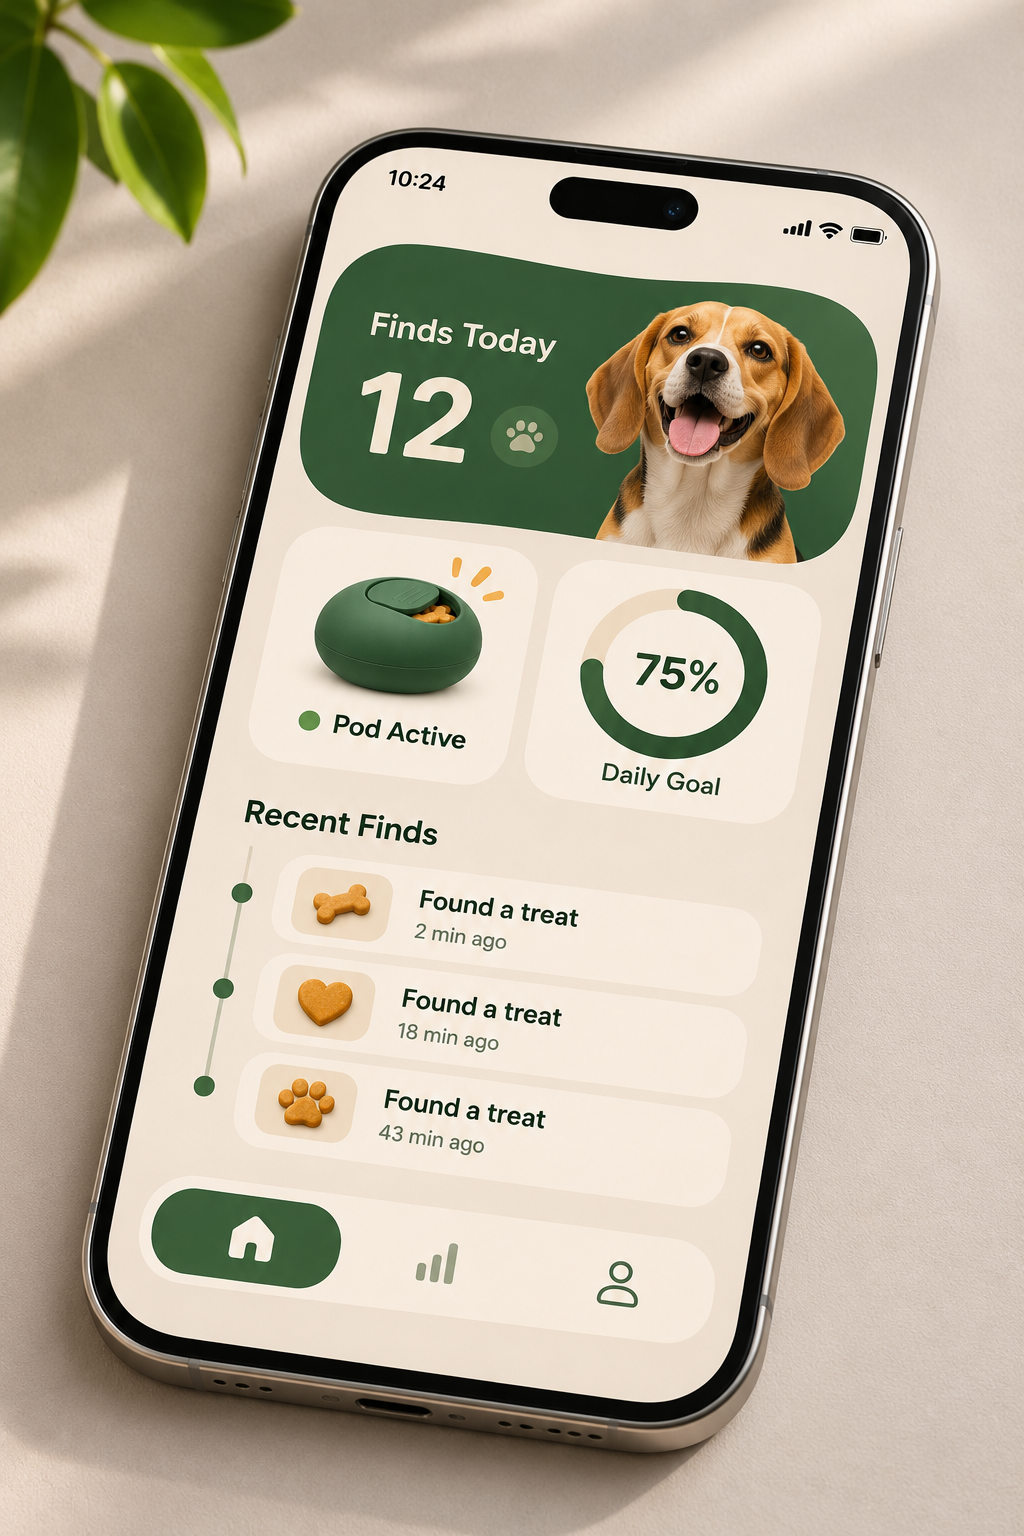 10:24
Finds Today
12
Pod Active
75%
Daily Goal
Recent Finds
Found a treat
2 min ago
Found a treat
18 min ago
Found a treat
43 min ago